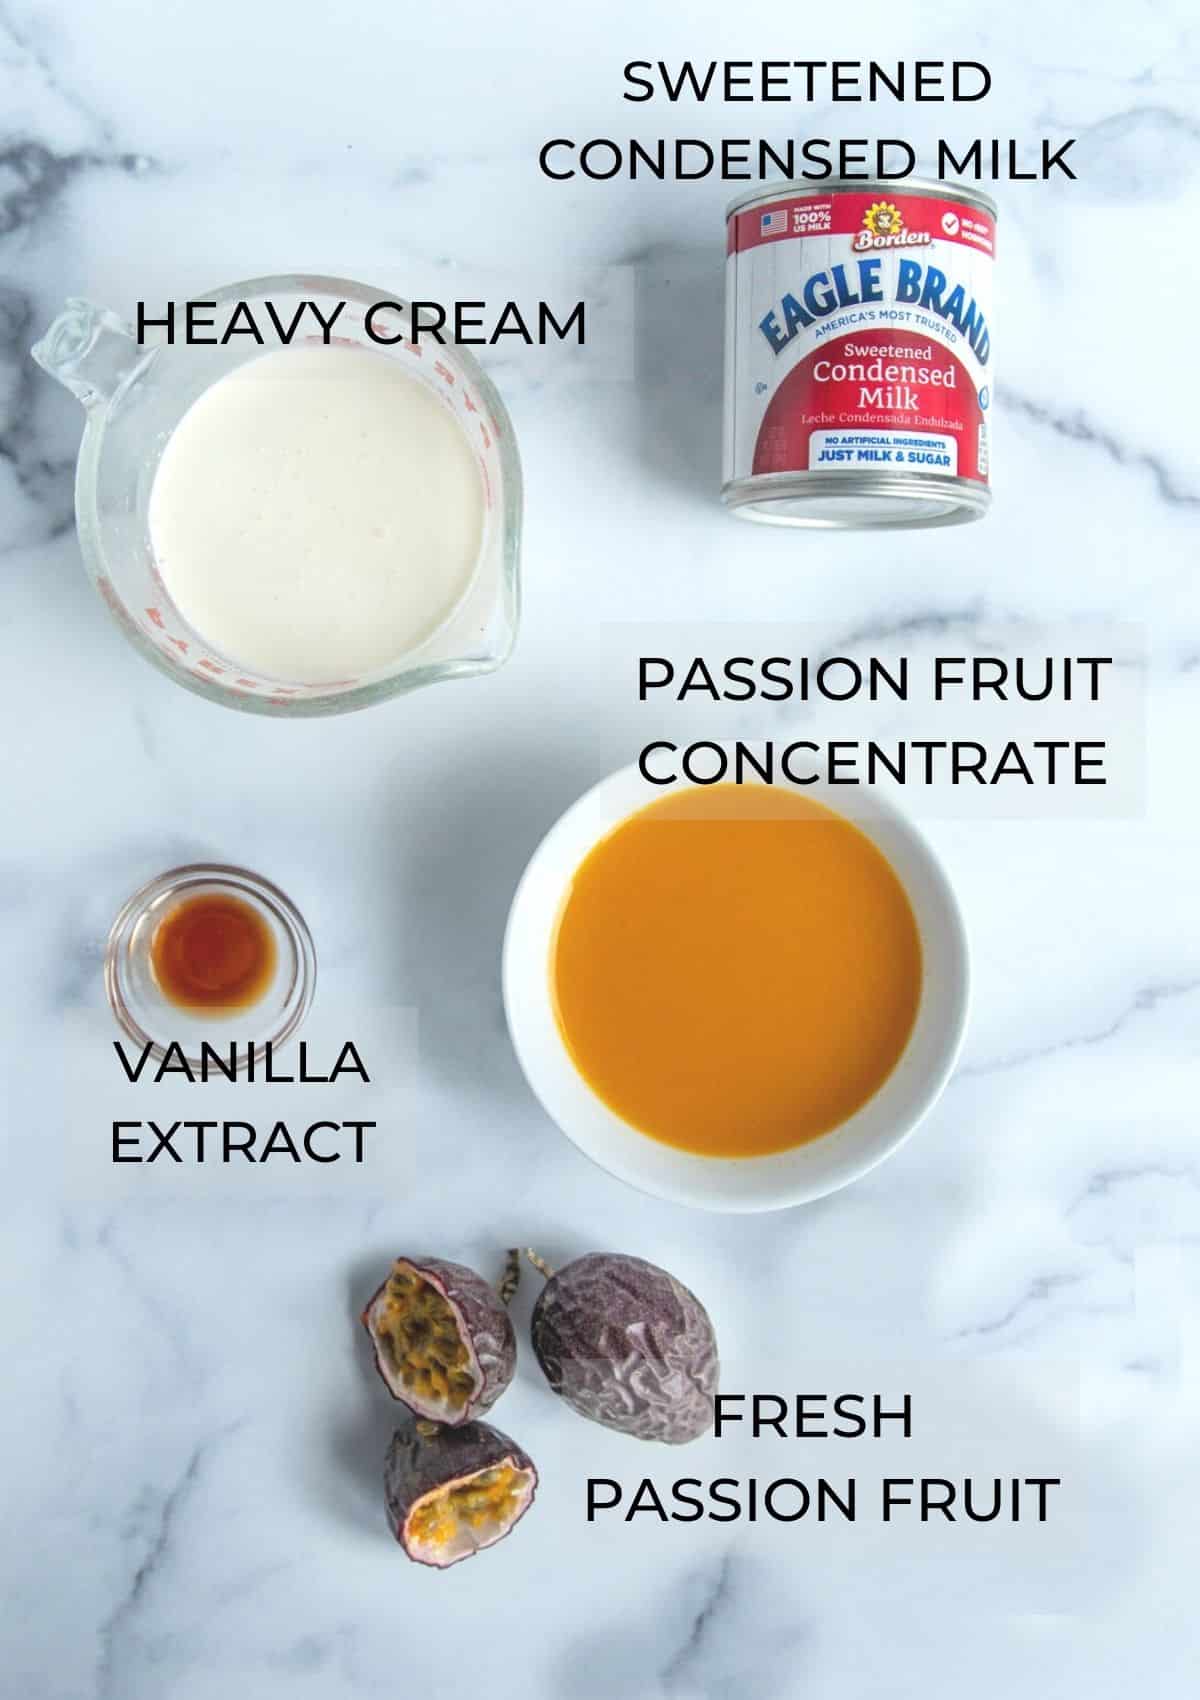 SWEETENED
CONDENSED MILK
HEAVY CREAM
MADE WITH
100%
US MILK
Borden
EAGLE BRAND
AMERICA'S MOST TRUSTED
Sweetened
Condensed
Milk
Leche Condensada Endulzada
NO ARTIFICIAL INGREDIENTS
JUST MILK & SUGAR
PASSION FRUIT
CONCENTRATE
VANILLA
EXTRACT
FRESH
PASSION FRUIT